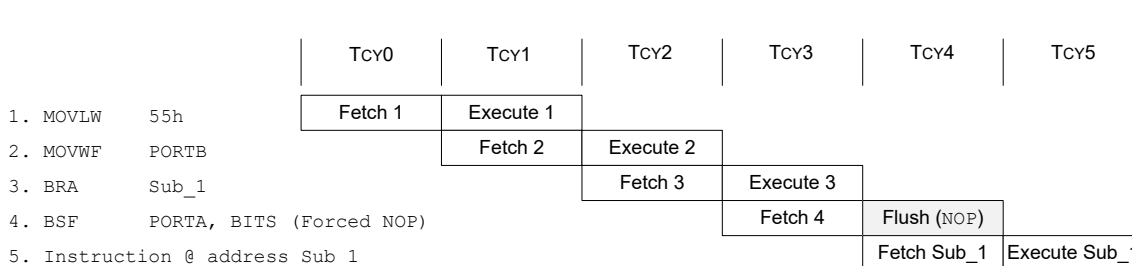 TCY0 TCY1 TCY2 TCY3 TCY4 TCY5
1. MOVLW 55h Fetch 1 Execute 1
2. MOVWF PORTB Fetch 2 Execute 2
3. BRA Sub_1 Fetch 3 Execute 3
4. BSF PORTA, BITS (Forced NOP) Fetch 4 Flush (NOP)
5. Instruction @ address Sub 1 Fetch Sub_1 Execute Sub_1